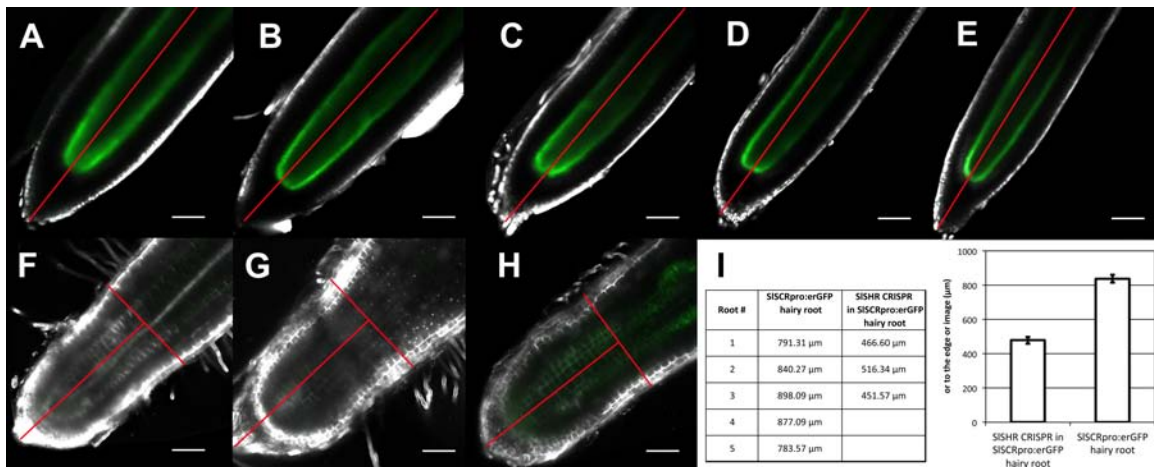 A
B
C
D
E
F
G
H
I
Root #
SlSCRpro:erGFP
hairy root
SlSHR CRISPR
in SlSCRpro:erGFP
hairy root
1
791.31 µm
466.60 µm
2
840.27 µm
516.34 µm
3
898.09 µm
451.57 µm
4
877.09 µm
5
783.57 µm
or to the edge or image (µm)
1000
800
600
400
200
0
SlSHR CRISPR in
SlSCRpro:erGFP
hairy root
SlSCRpro:erGFP
hairy root